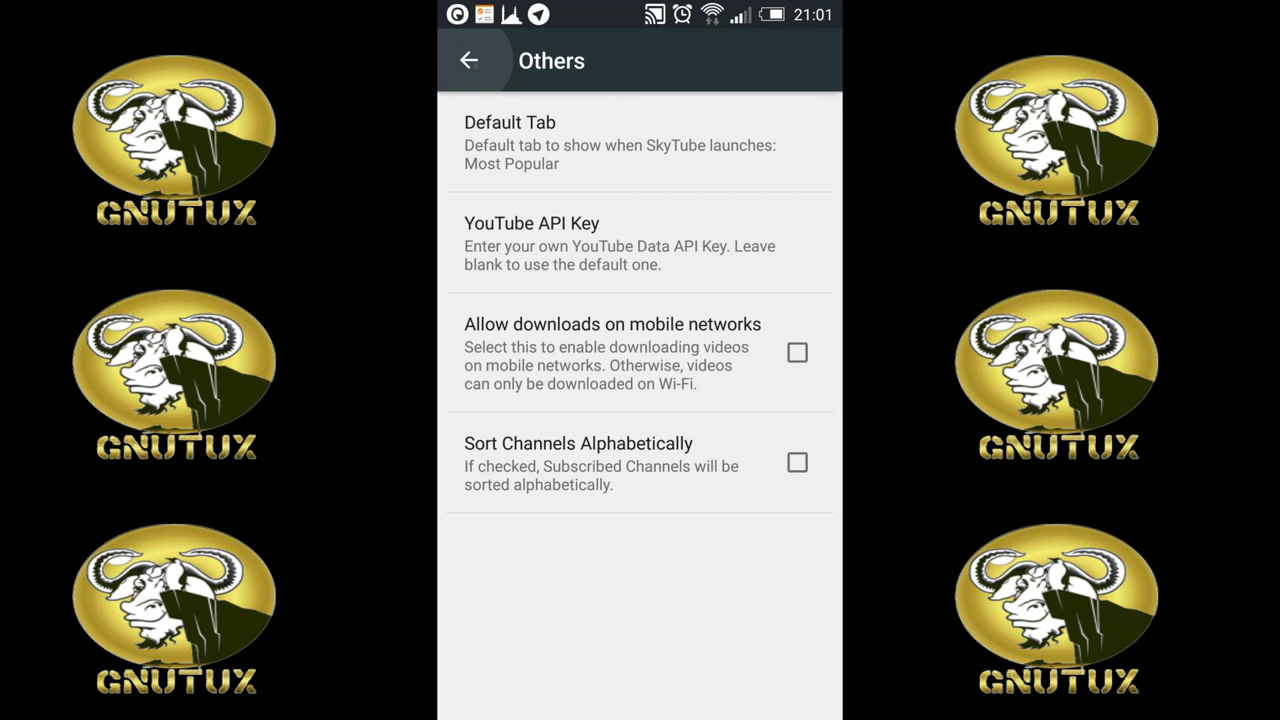 21:01
Others
Default Tab
Default tab to show when SkyTube launches:
Most Popular
YouTube API Key
Enter your own YouTube Data API Key. Leave
blank to use the default one.
Allow downloads on mobile networks
Select this to enable downloading videos
on mobile networks. Otherwise, videos
can only be downloaded on Wi-Fi.
Sort Channels Alphabetically
If checked, Subscribed Channels will be
sorted alphabetically.
GNUTUX
GNUTUX
GNUTUX
GNUTUX
GNUTUX
GNUTUX